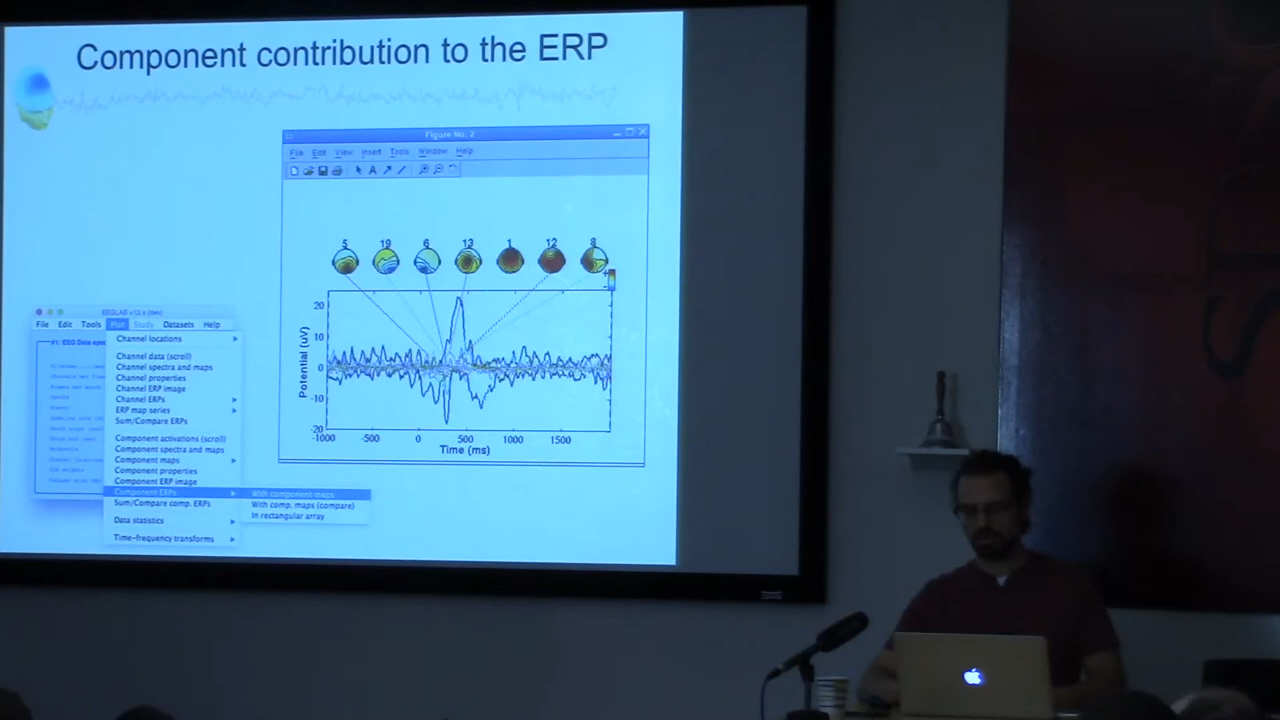 Component contribution to the ERP
Figure No. 2
File Edit View Insert Tools Window Help
5 19 6 13 1 12 8
+
-
20
10
0
-10
-20
Potential (uV)
-1000 -500 0 500 1000 1500
Time (ms)
File Edit Tools Plot Study Datasets Help
Channel locations
Channel data (scroll)
Channel spectra and maps
Channel properties
Channel ERP image
Channel ERPs
ERP map series
Sum/Compare ERPs
Component activations (scroll)
Component spectra and maps
Component maps
Component properties
Component ERP image
Component ERPs
Sum/Compare comp. ERPs
Data statistics
Time-frequency transforms
With component maps
With comp. maps (compare)
In rectangular array